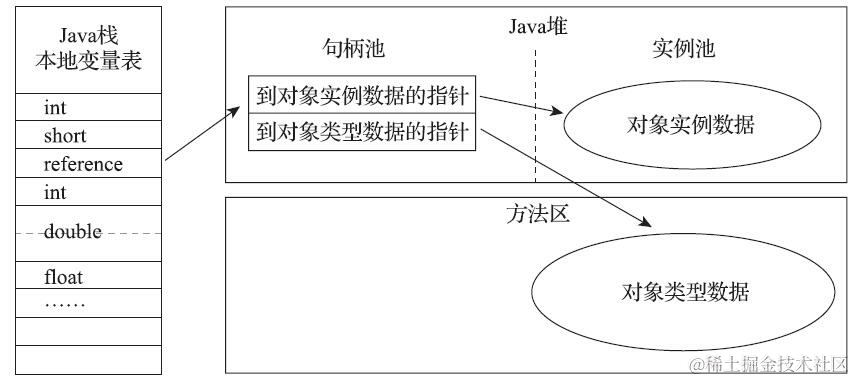 Java栈
本地变量表
int
short
reference
int
double
float
……
Java堆
句柄池
实例池
到对象实例数据的指针
到对象类型数据的指针
对象实例数据
方法区
对象类型数据
@稀土掘金技术社区